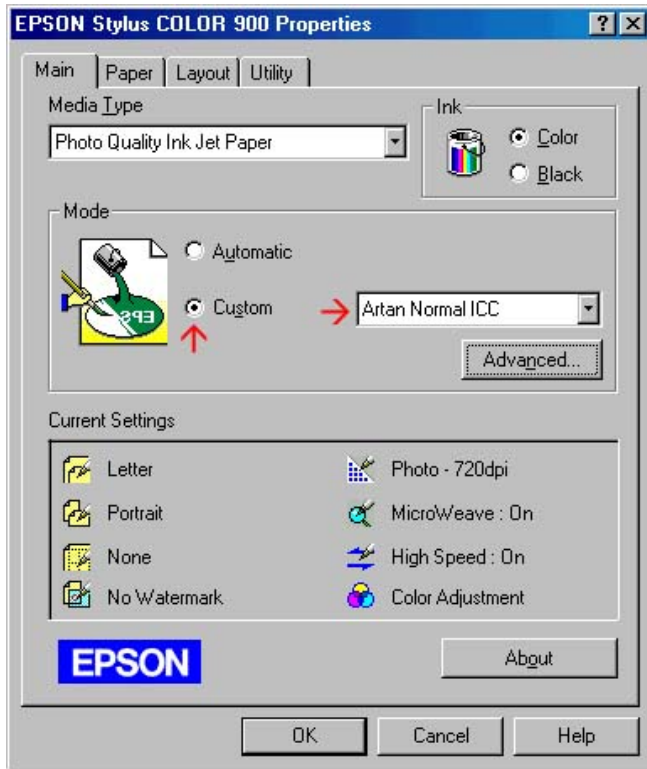 EPSON Stylus COLOR 900 Properties
Main Paper Layout Utility
Media Type
Photo Quality Ink Jet Paper
Ink
Color
Black
Mode
EPS
Automatic
Custom
Artan Normal ICC
Advanced...
Current Settings
Letter
Photo - 720dpi
Portrait
MicroWeave : On
None
High Speed : On
No Watermark
Color Adjustment
EPSON
About
OK Cancel Help